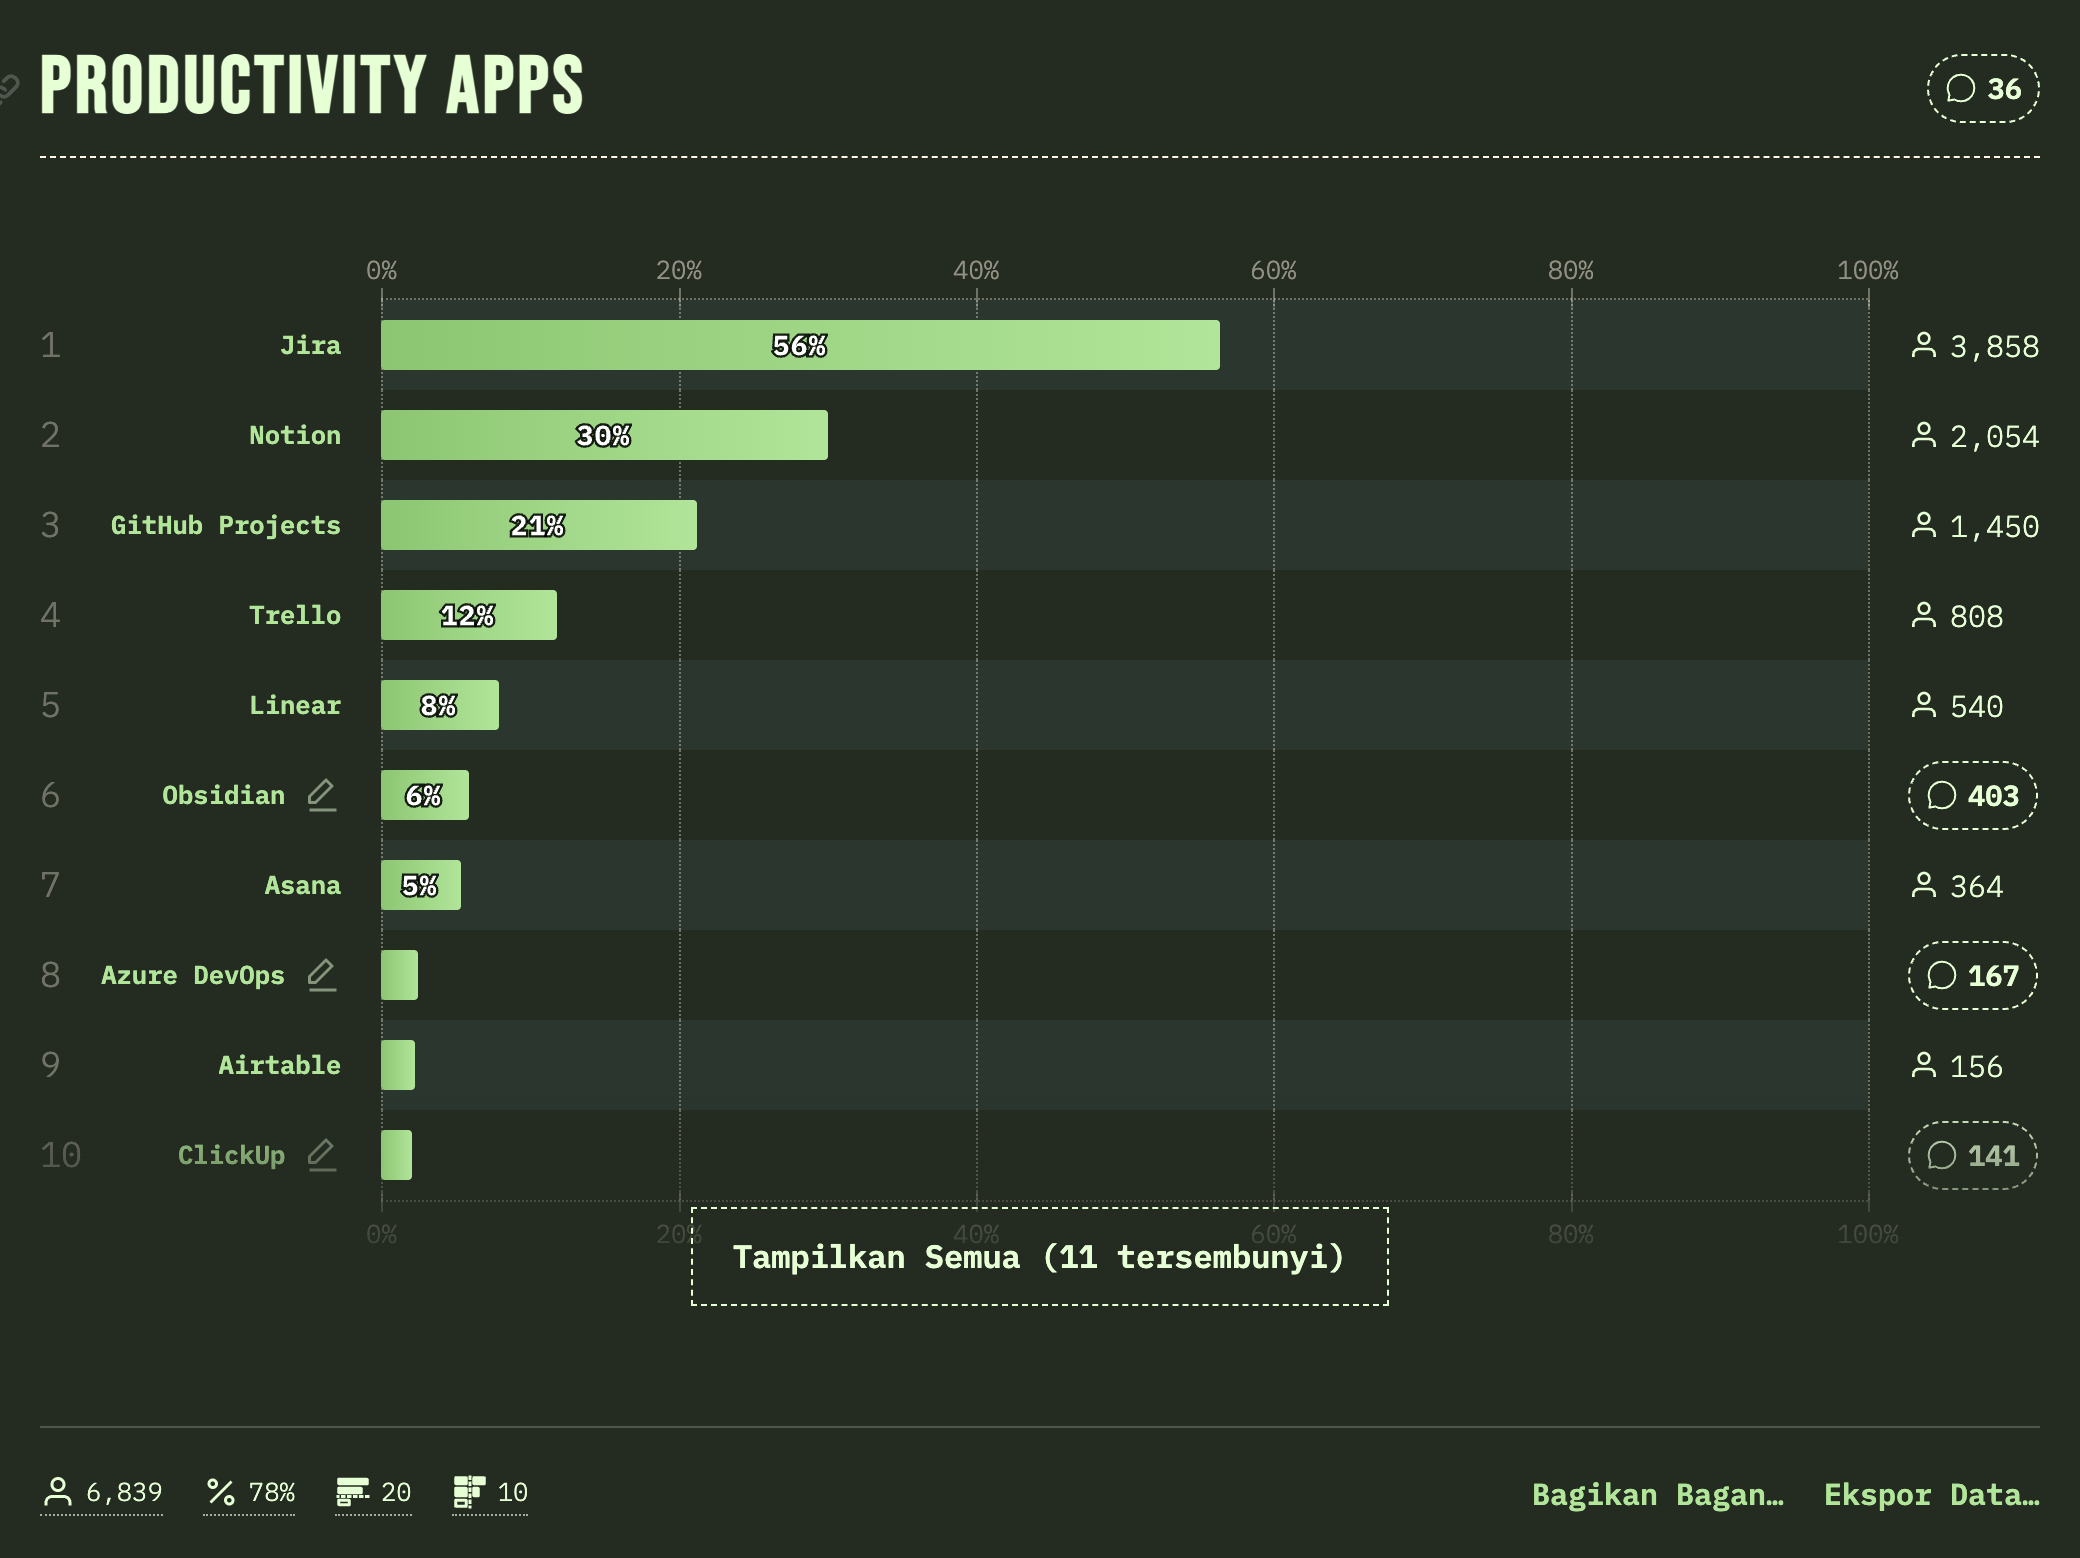 PRODUCTIVITY APPS
36
0% 20% 40% 60% 80% 100%
1 Jira 56% 3,858
2 Notion 30% 2,054
3 GitHub Projects 21% 1,450
4 Trello 12% 808
5 Linear 8% 540
6 Obsidian 6% 403
7 Asana 5% 364
8 Azure DevOps 167
9 Airtable 156
10 ClickUp 141
0% 20% 40% 60% 80% 100%
Tampilkan Semua (11 tersembunyi)
6,839 78% 20 10 Bagikan Bagan… Ekspor Data…